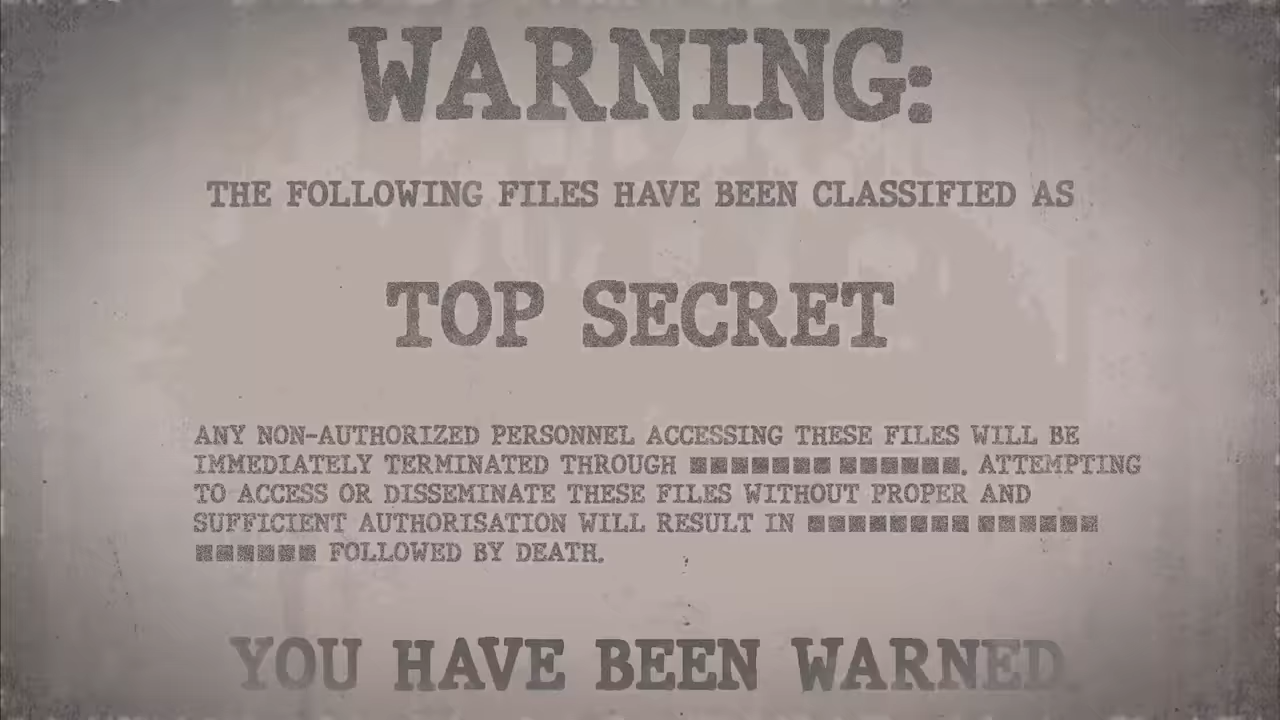 WARNING:
THE FOLLOWING FILES HAVE BEEN CLASSIFIED AS
TOP SECRET
ANY NON-AUTHORIZED PERSONNEL ACCESSING THESE FILES WILL BE
IMMEDIATELY TERMINATED THROUGH ■■■■■■■ ■■■■■■. ATTEMPTING
TO ACCESS OR DISSEMINATE THESE FILES WITHOUT PROPER AND
SUFFICIENT AUTHORISATION WILL RESULT IN ■■■■■■■■ ■■■■■■
■■■■■■ FOLLOWED BY DEATH.
YOU HAVE BEEN WARNED.